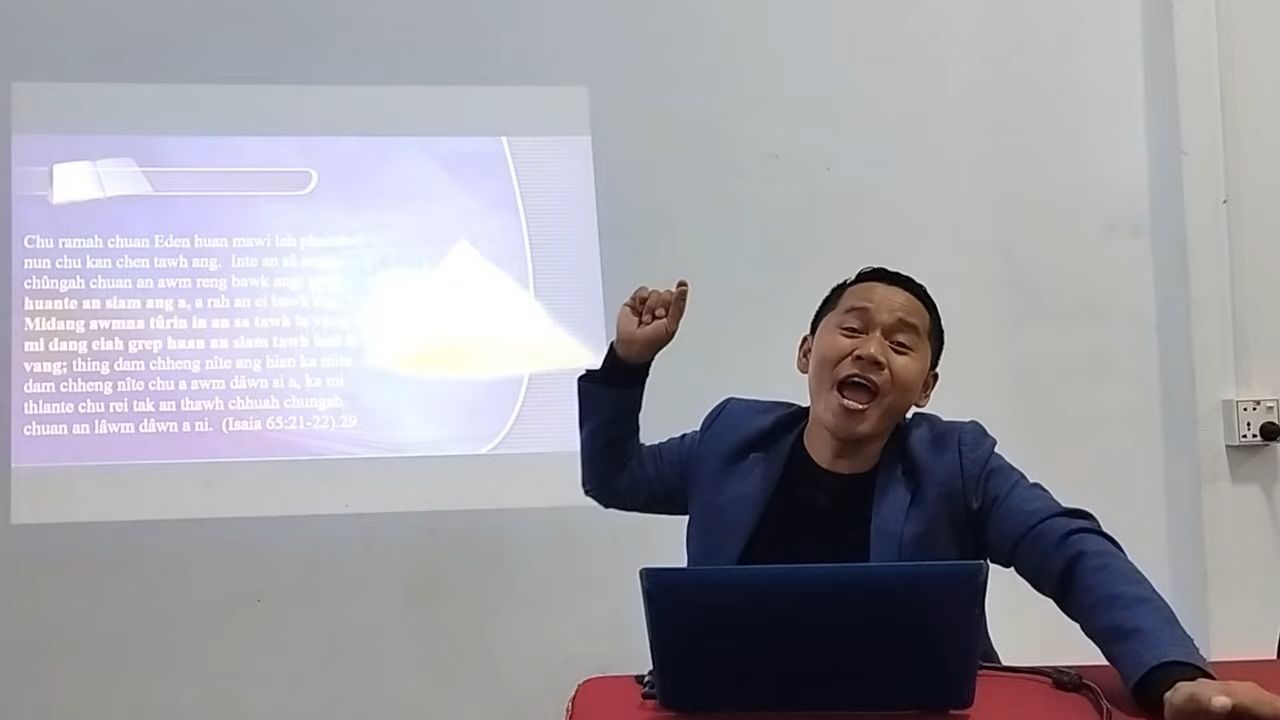 Chu ramah chuan Eden huan mawi leh
nun chu kan chen tawh ang. Inte an
chûngah chuan an awm reng bawk ang;
huante an siam ang a, a rah an ei bawk
Midang awmna tûrin in an sa tawh
mi dang eiah grep huan an siam tawh
vang; thing dam chheng nîte ang hian ka
dam chheng nîte chu a awm dâwn si a, ka mi
thlante chu rei tak an thawh chhuah chungah
chuan an lâwm dâwn a ni. (Isaia 65:21-22).29